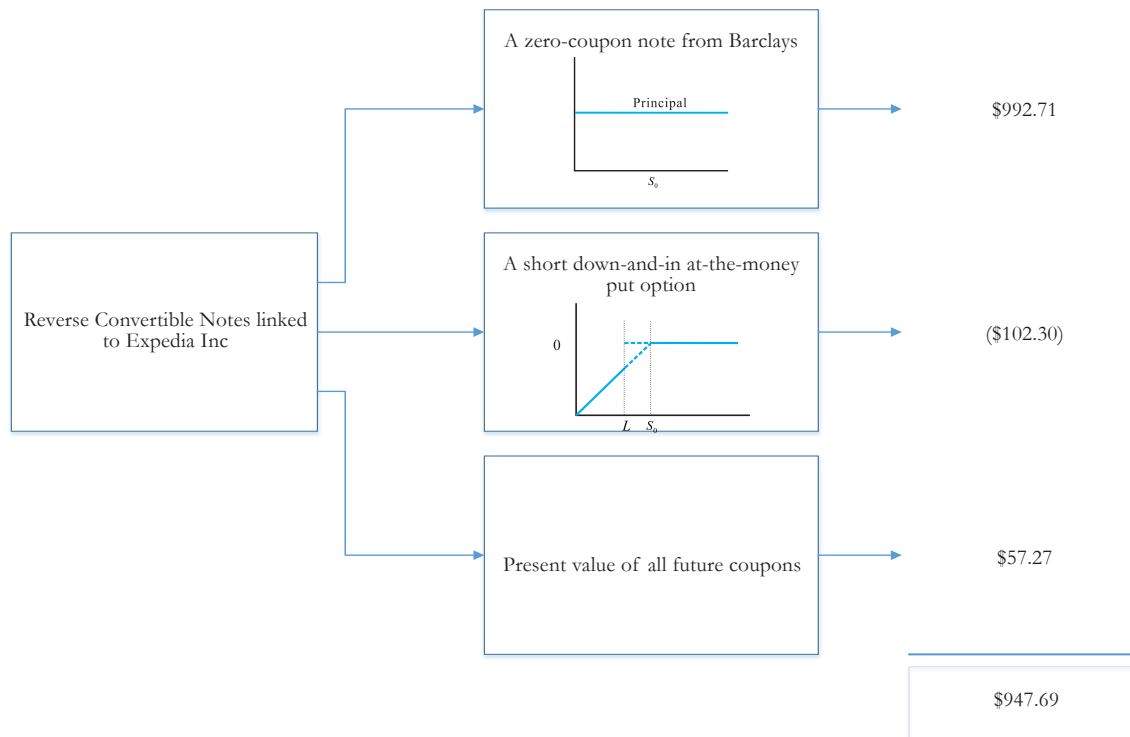 A zero-coupon note from Barclays
Principal
S₀
$992.71
Reverse Convertible Notes linked
to Expedia Inc
A short down-and-in at-the-money
put option
0
L S₀
($102.30)
Present value of all future coupons
$57.27
$947.69